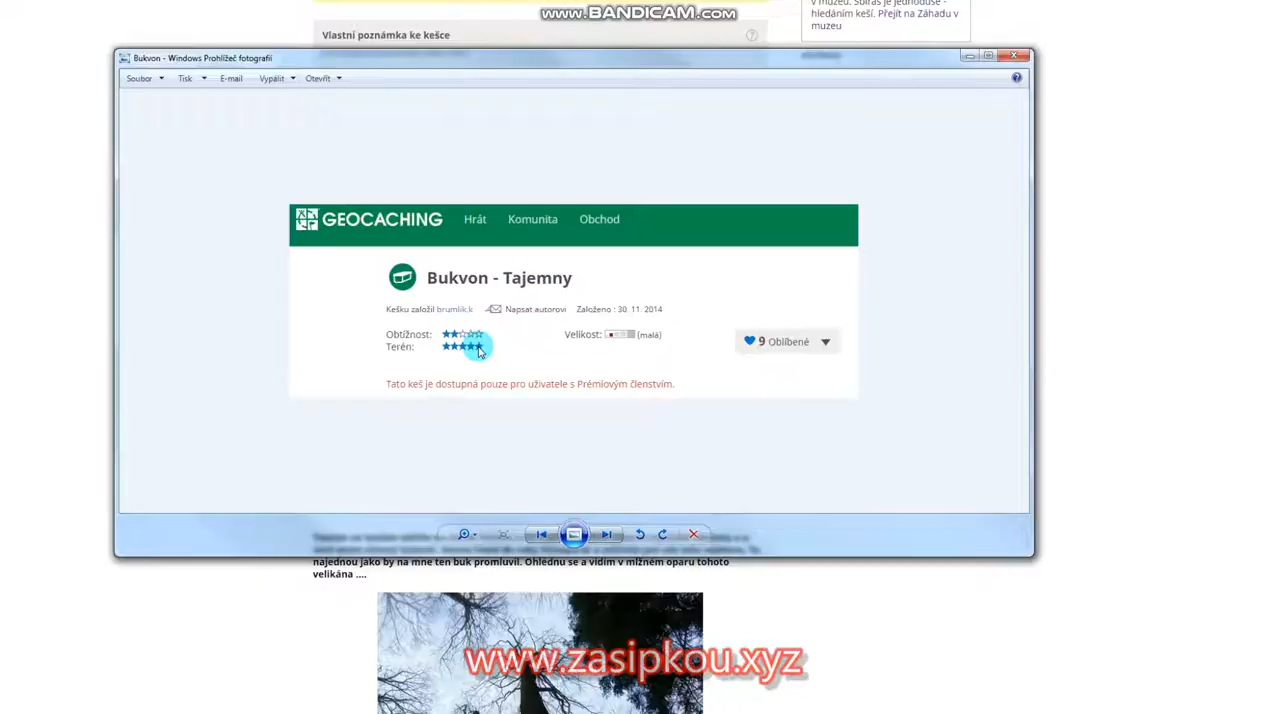 www.BANDICAM.com
v muzeu. Sbíráš je jednoduše -
hledáním keší. Přejít na Záhadu v
muzeu
Vlastní poznámka ke kešce
Bukvon - Windows Prohlížeč fotografií
Soubor Tisk E-mail Vypálit Otevřít
GEOCACHING Hrát Komunita Obchod
Bukvon - Tajemny
Kešku založil brumlik.k Napsat autorovi Založeno : 30. 11. 2014
Obtížnost: Velikost: (malá)
Terén:
9 Oblíbené
Tato keš je dostupná pouze pro uživatele s Prémiovým členstvím.
najednou jako by na mne ten buk promluvil. Ohlédnu se a vidím v mlžném oparu tohoto
velikána ....
www.zasipkou.xyz